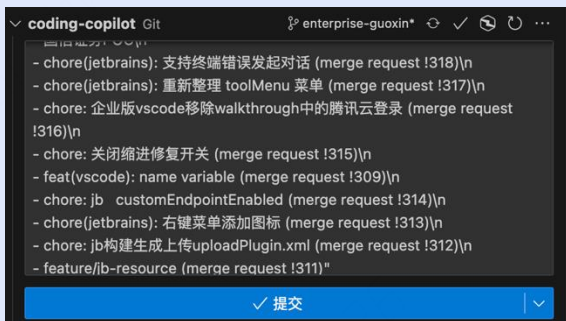 coding-copilot Git enterprise-guoxin*
- chore(jetbrains): 支持终端错误发起对话 (merge request !318)\n
- chore(jetbrains): 重新整理 toolMenu 菜单 (merge request !317)\n
- chore: 企业版vscode移除walkthrough中的腾讯云登录 (merge request
!316)\n
- chore: 关闭缩进修复开关 (merge request !315)\n
- feat(vscode): name variable (merge request !309)\n
- chore: jb   customEndpointEnabled (merge request !314)\n
- chore(jetbrains): 右键菜单添加图标 (merge request !313)\n
- chore: jb构建生成上传uploadPlugin.xml (merge request !312)\n
- feature/jb-resource (merge request !311)"
提交